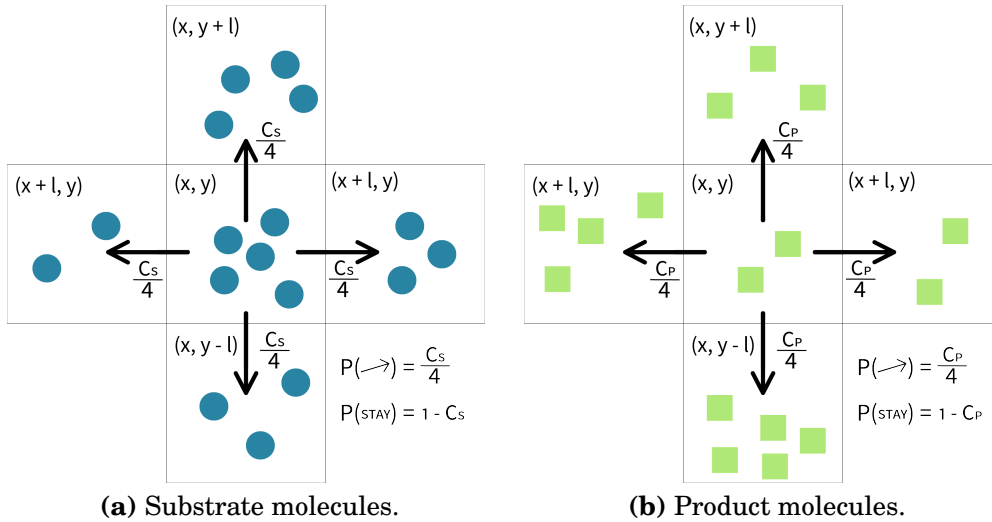 (x, y + l)
Cs
4
(x + l, y)
(x, y)
(x + l, y)
Cs
4
Cs
4
(x, y - l)
Cs
4
P(→) = Cs
4
P(STAY) = 1 - Cs
(a) Substrate molecules.
(x, y + l)
CP
4
(x + l, y)
(x, y)
(x + l, y)
CP
4
CP
4
(x, y - l)
CP
4
P(→) = CP
4
P(STAY) = 1 - CP
(b) Product molecules.